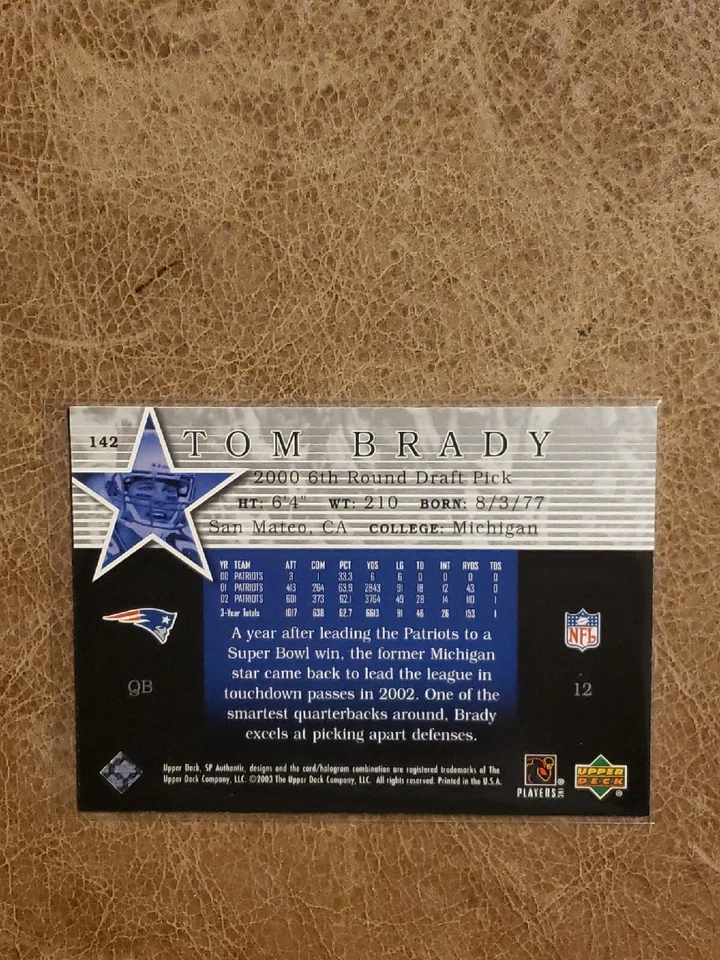 142
TOM BRADY
2000 6th Round Draft Pick
HT: 6'4" WT: 210 BORN: 8/3/77
San Mateo, CA COLLEGE: Michigan
YR TEAM ATT COM PCT YDS LG TD INT RYDS TDS
00 PATRIOTS 3 1 33.3 6 6 0 0 0 0
01 PATRIOTS 413 264 63.9 2843 91 18 12 43 0
02 PATRIOTS 601 373 62.1 3764 49 28 14 110 1
3-Year Totals 1017 638 62.7 6613 91 46 26 153 1
A year after leading the Patriots to a
Super Bowl win, the former Michigan
star came back to lead the league in
touchdown passes in 2002. One of the
smartest quarterbacks around, Brady
excels at picking apart defenses.
QB
NFL
12
Upper Deck, SP Authentic, designs and the card/hologram combination are registered trademarks of The
Upper Deck Company, LLC. ©2003 The Upper Deck Company, LLC. All rights reserved. Printed in the U.S.A.
PLAYERS INC
UPPER
DECK